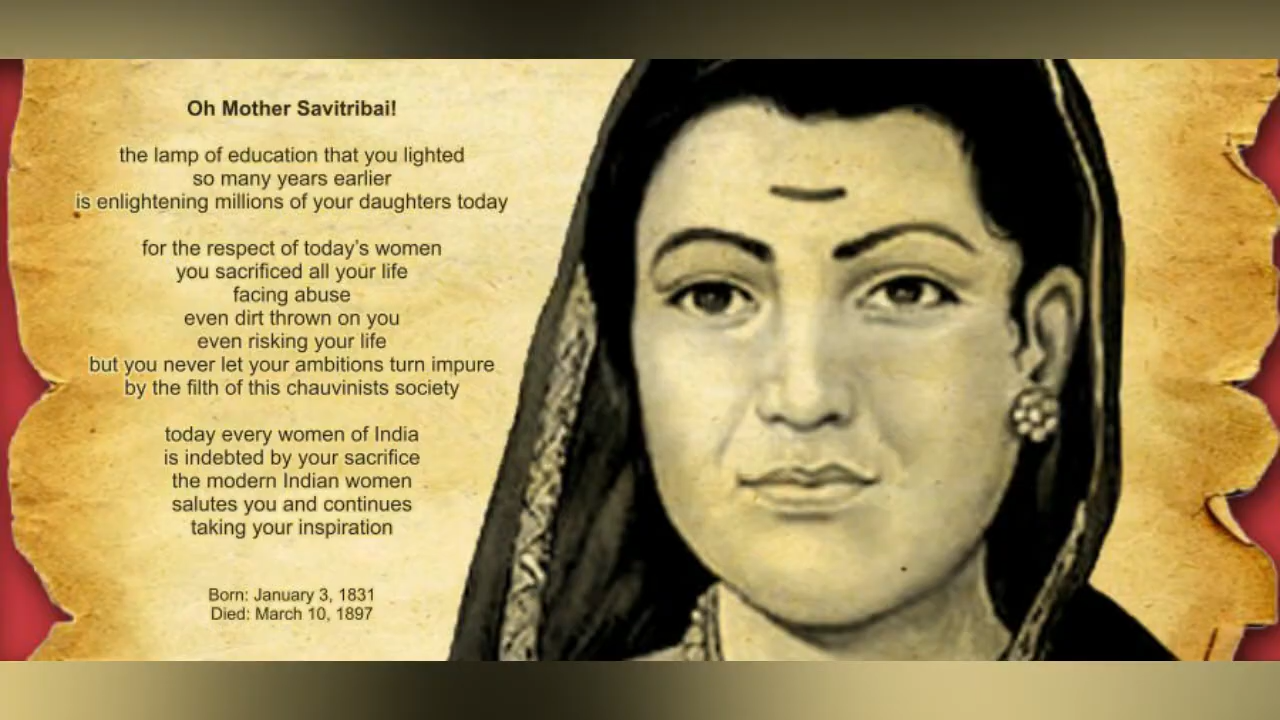 Oh Mother Savitribai!
the lamp of education that you lighted
so many years earlier
is enlightening millions of your daughters today
for the respect of today's women
you sacrificed all your life
facing abuse
even dirt thrown on you
even risking your life
but you never let your ambitions turn impure
by the filth of this chauvinists society
today every women of India
is indebted by your sacrifice
the modern Indian women
salutes you and continues
taking your inspiration
Born: January 3, 1831
Died: March 10, 1897